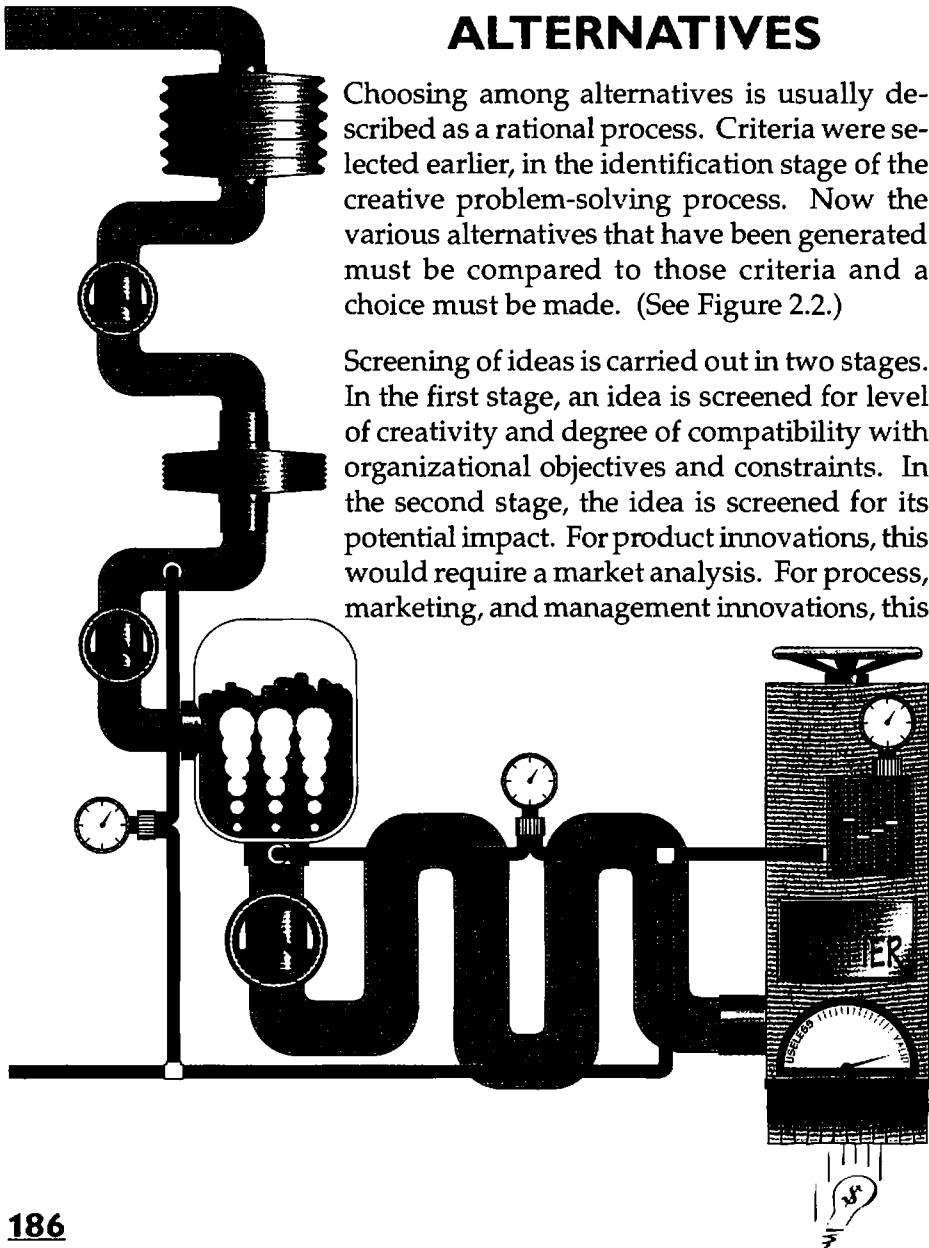 ALTERNATIVES
Choosing among alternatives is usually de-
scribed as a rational process. Criteria were se-
lected earlier, in the identification stage of the
creative problem-solving process. Now the
various alternatives that have been generated
must be compared to those criteria and a
choice must be made. (See Figure 2.2.)
Screening of ideas is carried out in two stages.
In the first stage, an idea is screened for level
of creativity and degree of compatibility with
organizational objectives and constraints. In
the second stage, the idea is screened for its
potential impact. For product innovations, this
would require a market analysis. For process,
marketing, and management innovations, this
USELESS
VALID
$
186